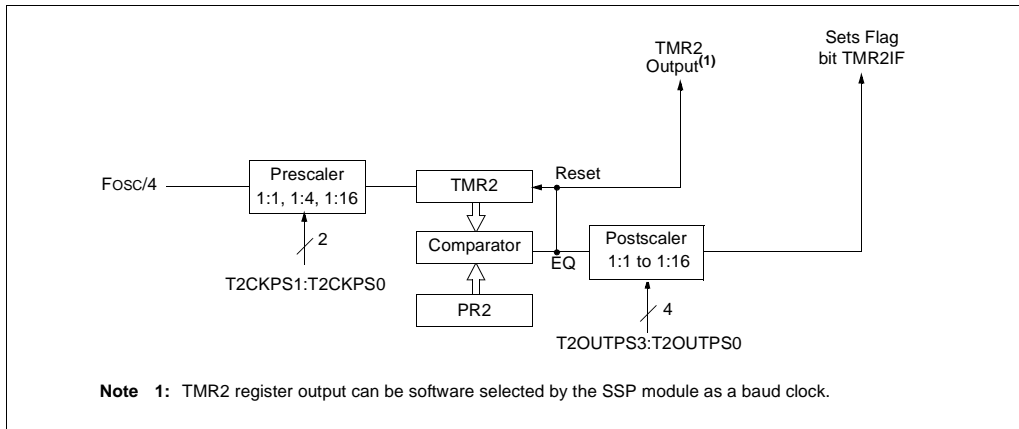 TMR2
Output(1)
Sets Flag
bit TMR2IF
FOSC/4
Prescaler
1:1, 1:4, 1:16
2
T2CKPS1:T2CKPS0
TMR2
Reset
Comparator
EQ
Postscaler
1:1 to 1:16
PR2
4
T2OUTPS3:T2OUTPS0
Note 1: TMR2 register output can be software selected by the SSP module as a baud clock.